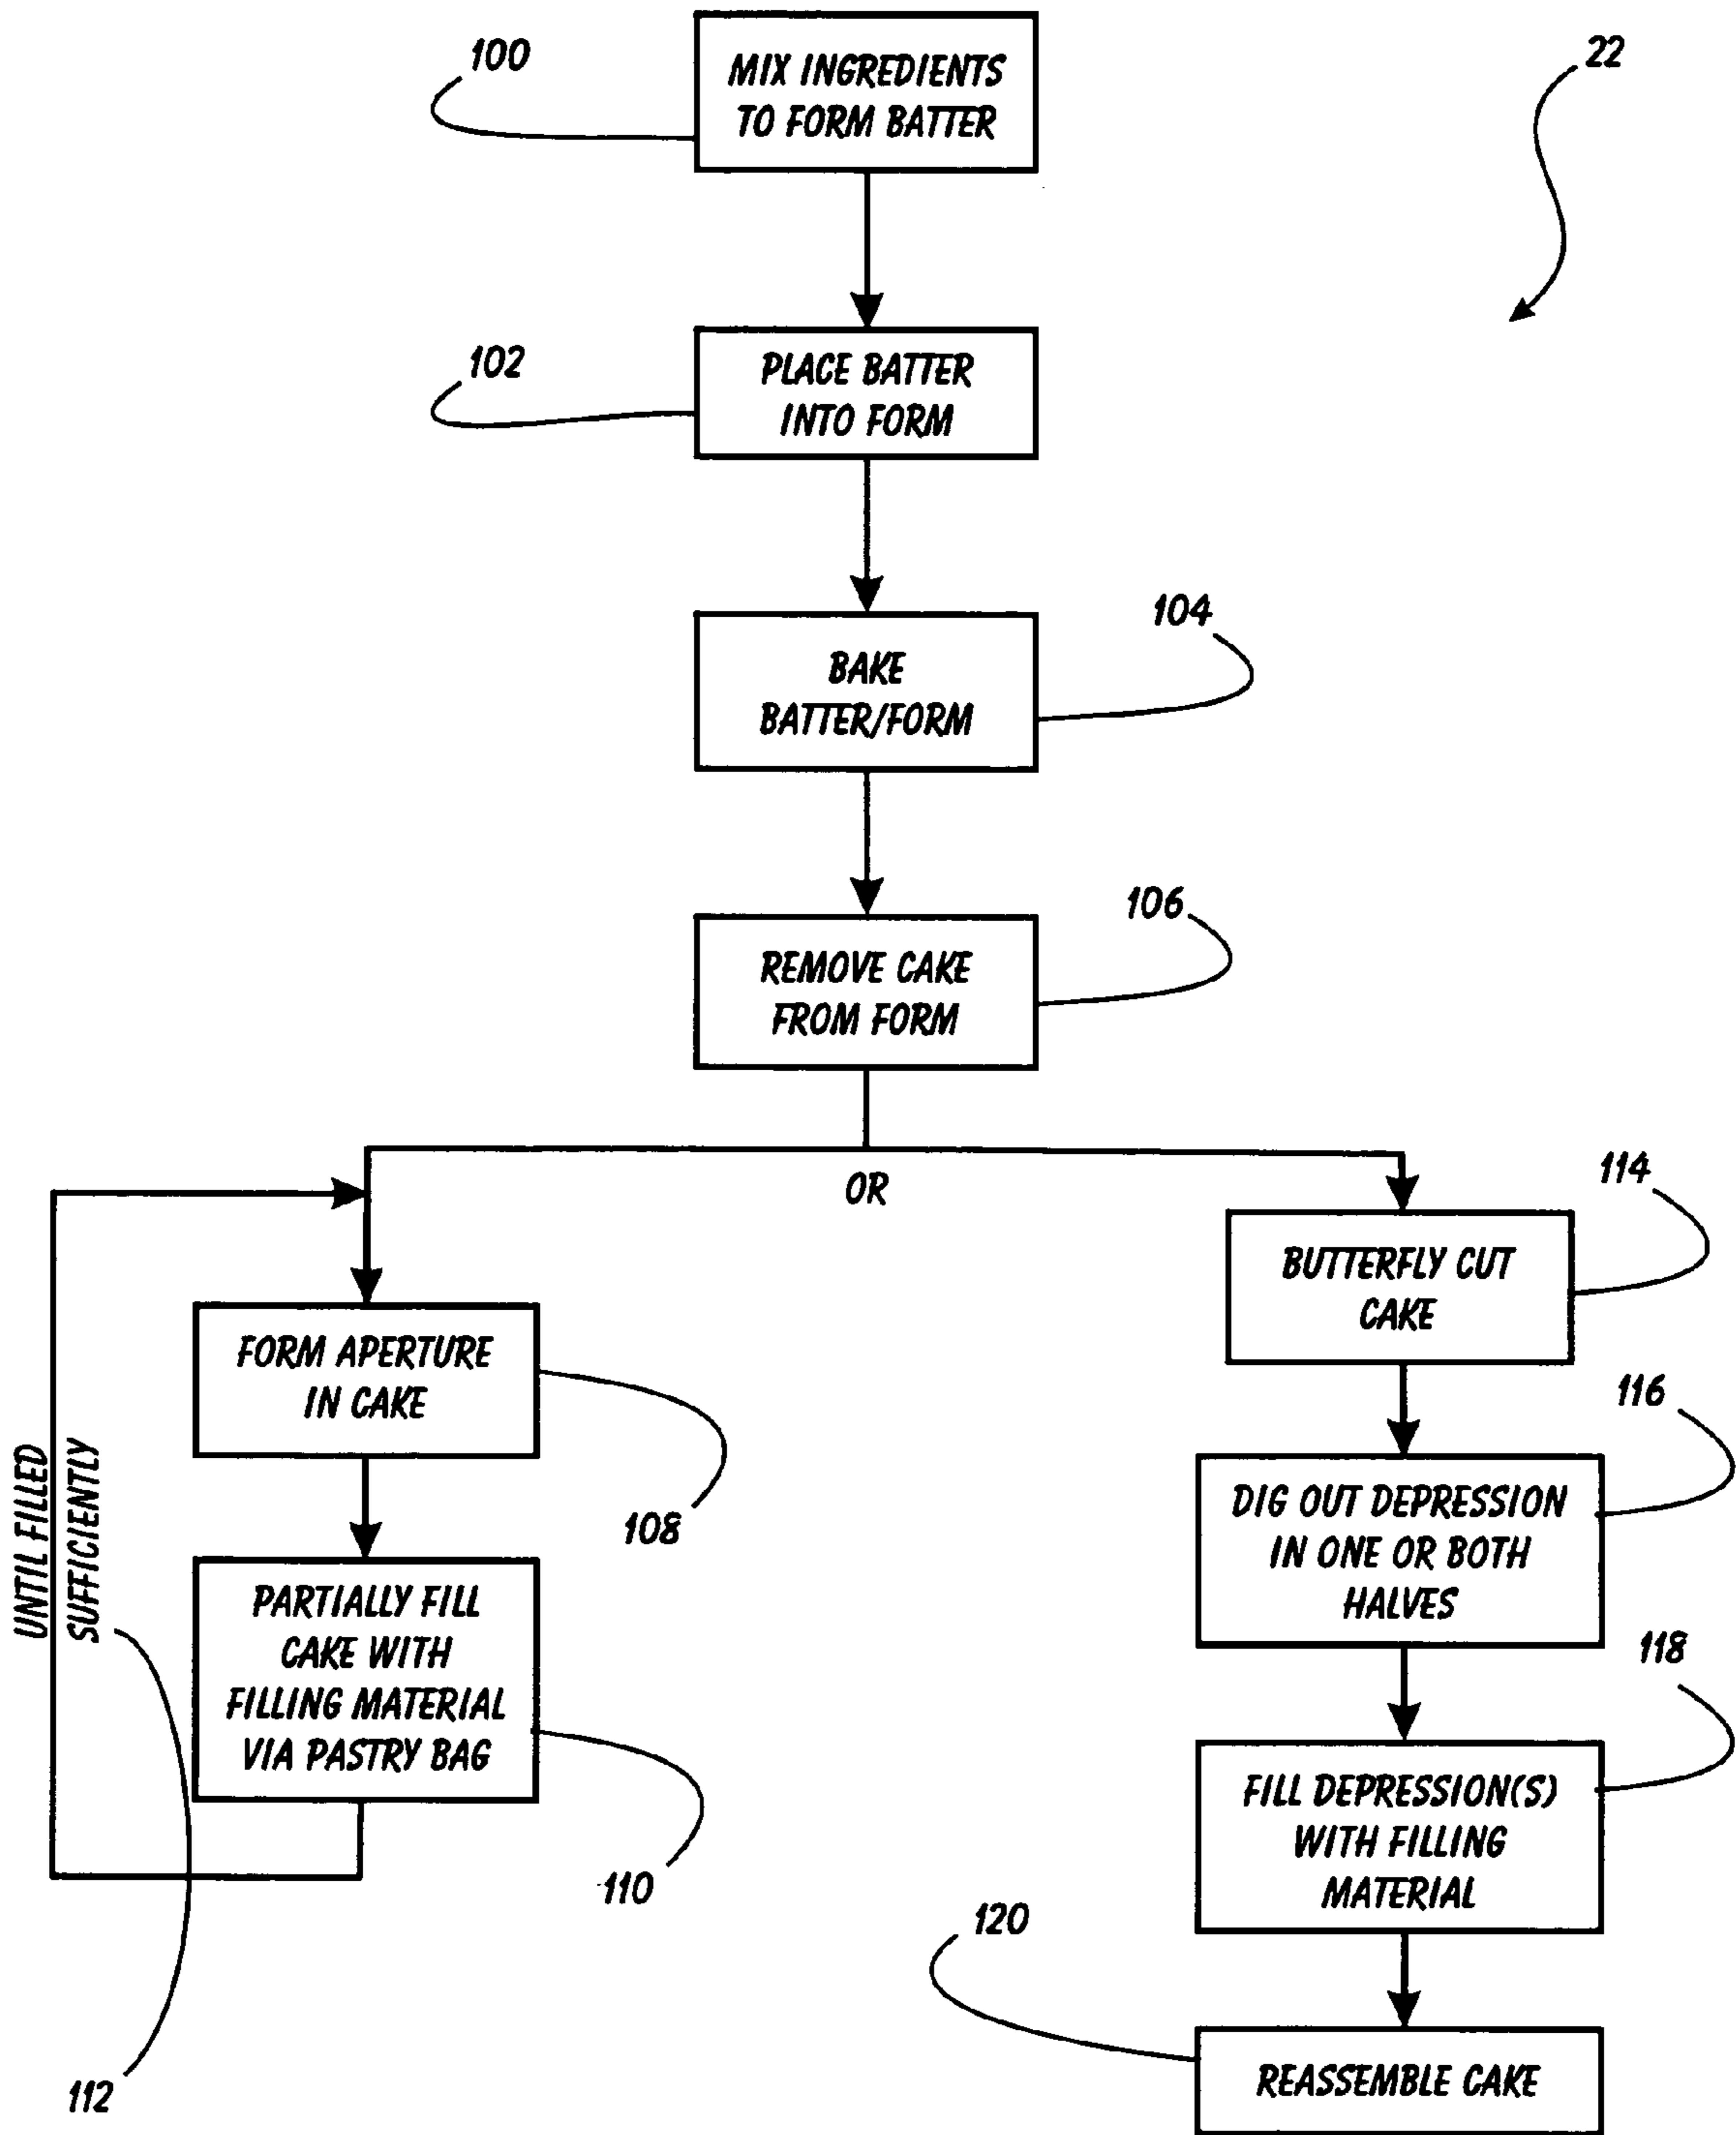 100
MIX INGREDIENTS
TO FORM BATTER
22
102
PLACE BATTER
INTO FORM
104
BAKE
BATTER/FORM
106
REMOVE CAKE
FROM FORM
OR
114
BUTTERFLY CUT
CAKE
FORM APERTURE
IN CAKE
108
116
DIG OUT DEPRESSION
IN ONE OR BOTH
HALVES
UNTIL FILLED
SUFFICIENTLY
PARTIALLY FILL
CAKE WITH
FILLING MATERIAL
VIA PASTRY BAG
110
112
118
FILL DEPRESSION(S)
WITH FILLING
MATERIAL
120
REASSEMBLE CAKE